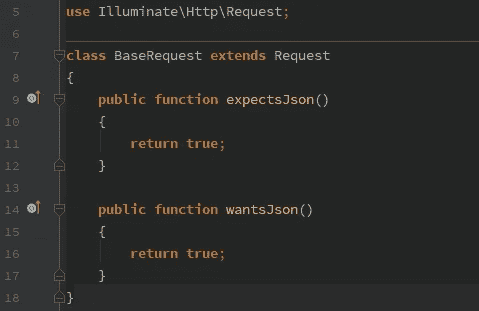 5 use Illuminate\Http\Request;
6
7 class BaseRequest extends Request
8 {
9     public function expectsJson()
10     {
11         return true;
12     }
13
14     public function wantsJson()
15     {
16         return true;
17     }
18 }